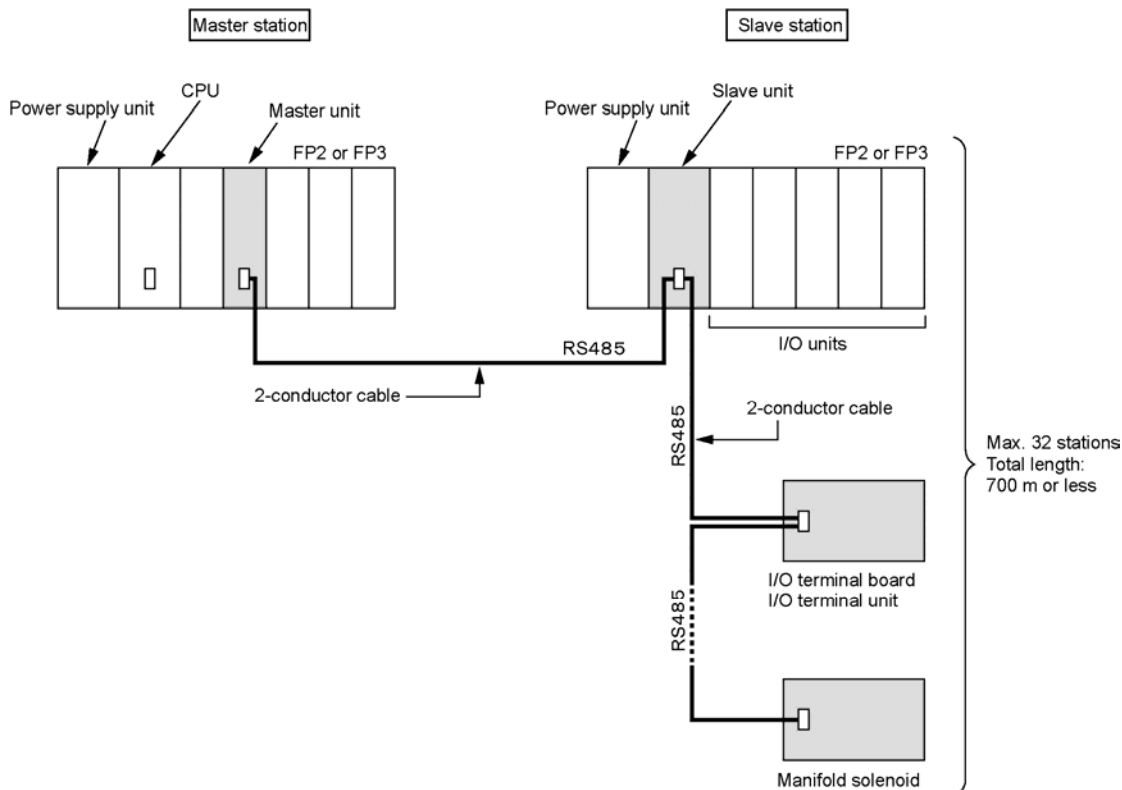 Master station
Slave station
CPU
Power supply unit
Master unit
FP2 or FP3
Slave unit
Power supply unit
FP2 or FP3
I/O units
RS485
2-conductor cable
2-conductor cable
RS485
Max. 32 stations
Total length:
700 m or less
I/O terminal board
I/O terminal unit
RS485
Manifold solenoid